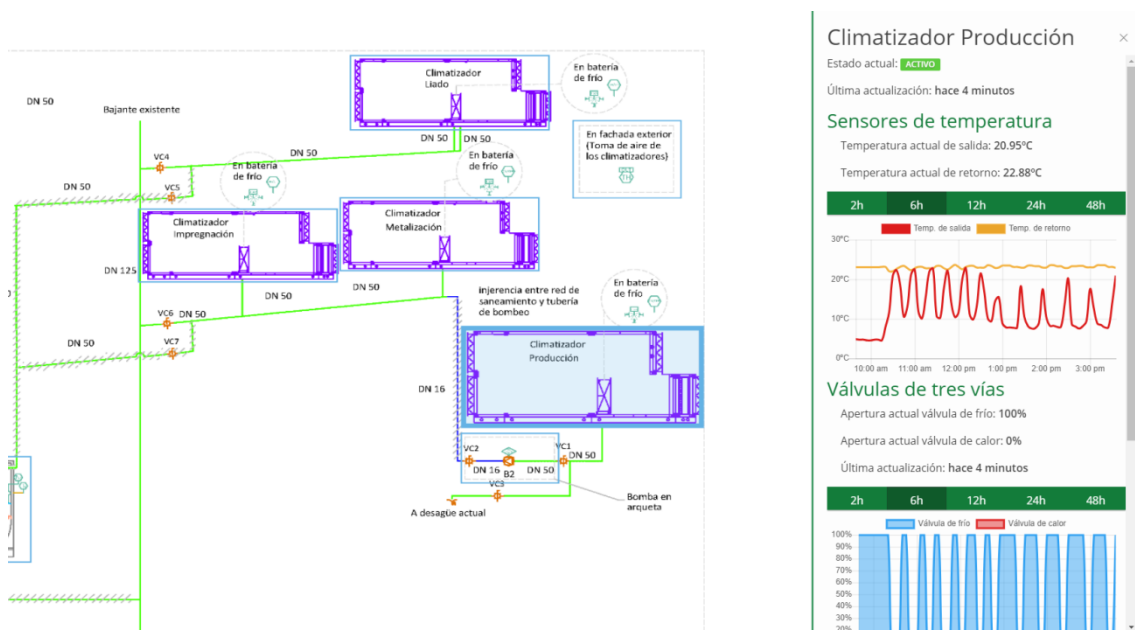 DN 50
Bajante existente
Climatizador
Liado
En batería
de frío
DN 50
DN 50
En fachada exterior
(Toma de aire de
los climatizadores)
TH
VC4
DN 50
En batería
de frío
En batería
de frío
DN 50
VC5
Climatizador
Impregnación
Climatizador
Metalización
DN 125
DN 50
DN 50
injerencia entre red de
saneamiento y tubería
de bombeo
En batería
de frío
VC6
DN 50
DN 50
VC7
Climatizador
Producción
DN 16
VC2
VC1
DN 50
DN 16
B2
DN 50
VC3
Bomba en
arqueta
A desagüe actual
Climatizador Producción
×
Estado actual: ACTIVO
Última actualización: hace 4 minutos
Sensores de temperatura
Temperatura actual de salida: 20.95ºC
Temperatura actual de retorno: 22.88ºC
2h 6h 12h 24h 48h
Temp. de salida Temp. de retorno
30ºC
20ºC
10ºC
0ºC
10:00 am 11:00 am 12:00 pm 1:00 pm 2:00 pm 3:00 pm
Válvulas de tres vías
Apertura actual válvula de frío: 100%
Apertura actual válvula de calor: 0%
Última actualización: hace 4 minutos
2h 6h 12h 24h 48h
Válvula de frío Válvula de calor
100%
90%
80%
70%
60%
50%
40%
30%
20%